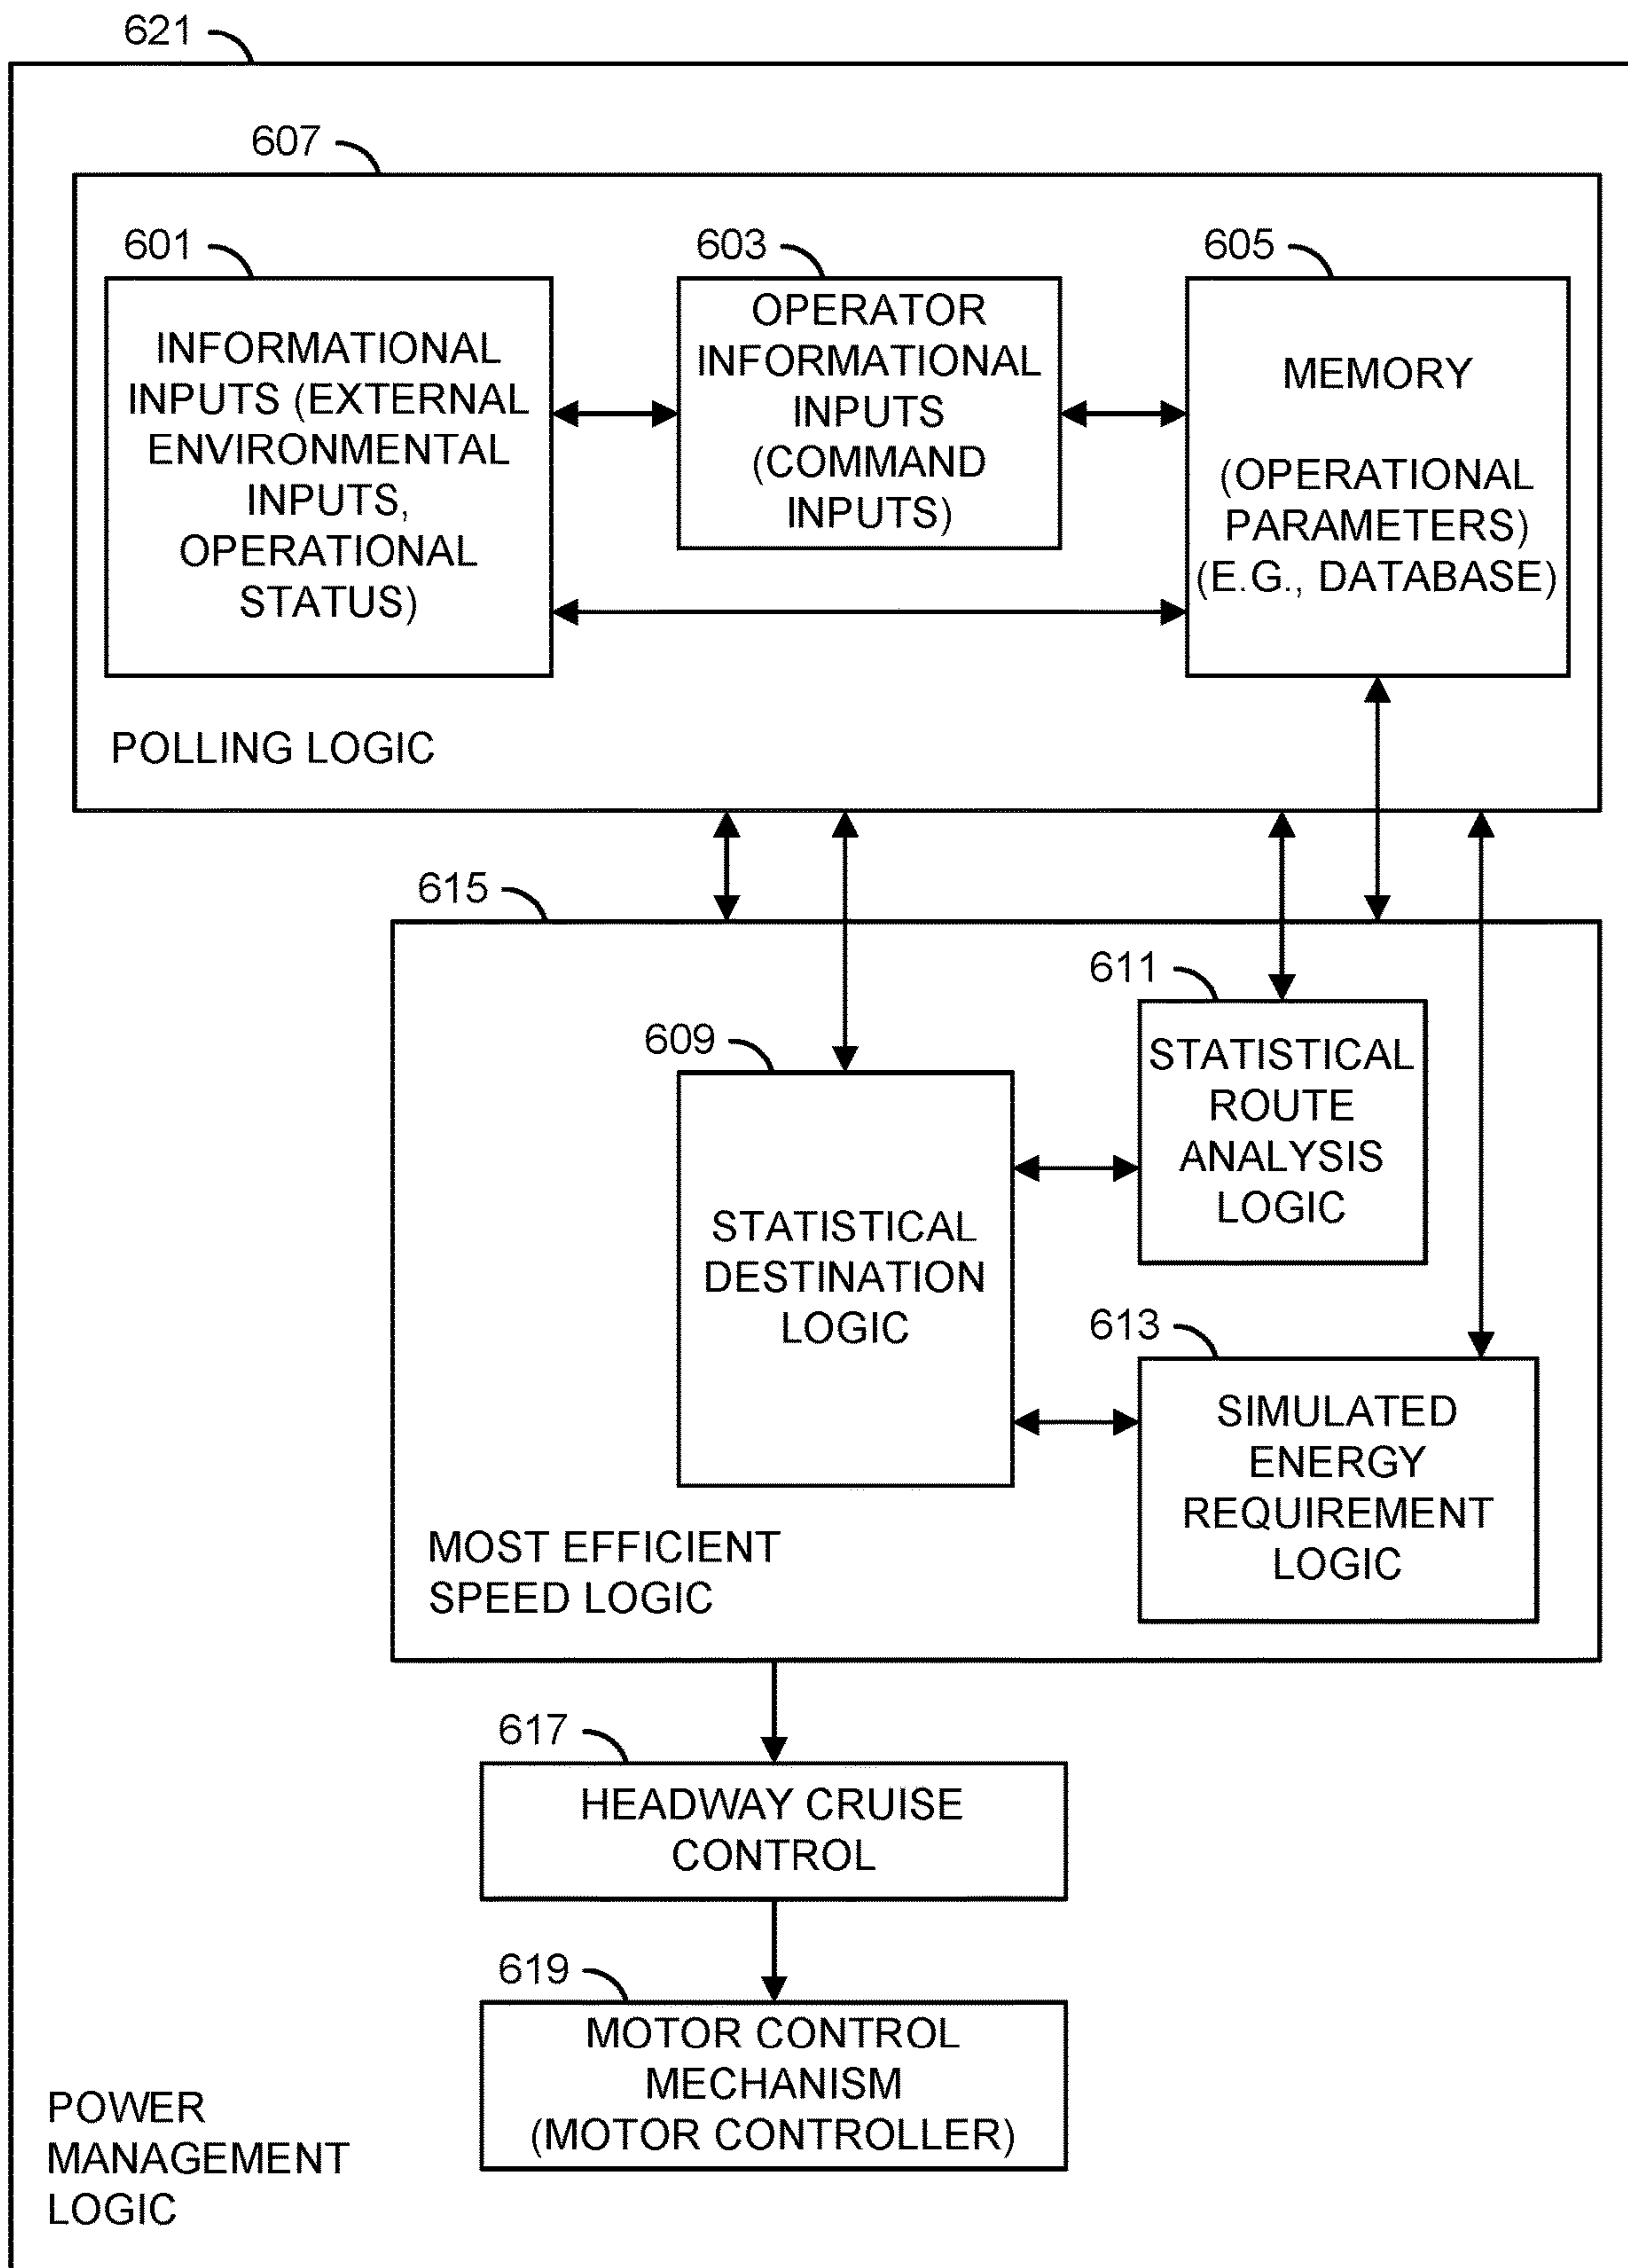 621
607
601
INFORMATIONAL
INPUTS (EXTERNAL
ENVIRONMENTAL
INPUTS,
OPERATIONAL
STATUS)
603
OPERATOR
INFORMATIONAL
INPUTS
(COMMAND
INPUTS)
605
MEMORY
(OPERATIONAL
PARAMETERS)
(E.G., DATABASE)
POLLING LOGIC
615
609
STATISTICAL
DESTINATION
LOGIC
611
STATISTICAL
ROUTE
ANALYSIS
LOGIC
613
SIMULATED
ENERGY
REQUIREMENT
LOGIC
MOST EFFICIENT
SPEED LOGIC
617
HEADWAY CRUISE
CONTROL
619
MOTOR CONTROL
MECHANISM
(MOTOR CONTROLLER)
POWER
MANAGEMENT
LOGIC